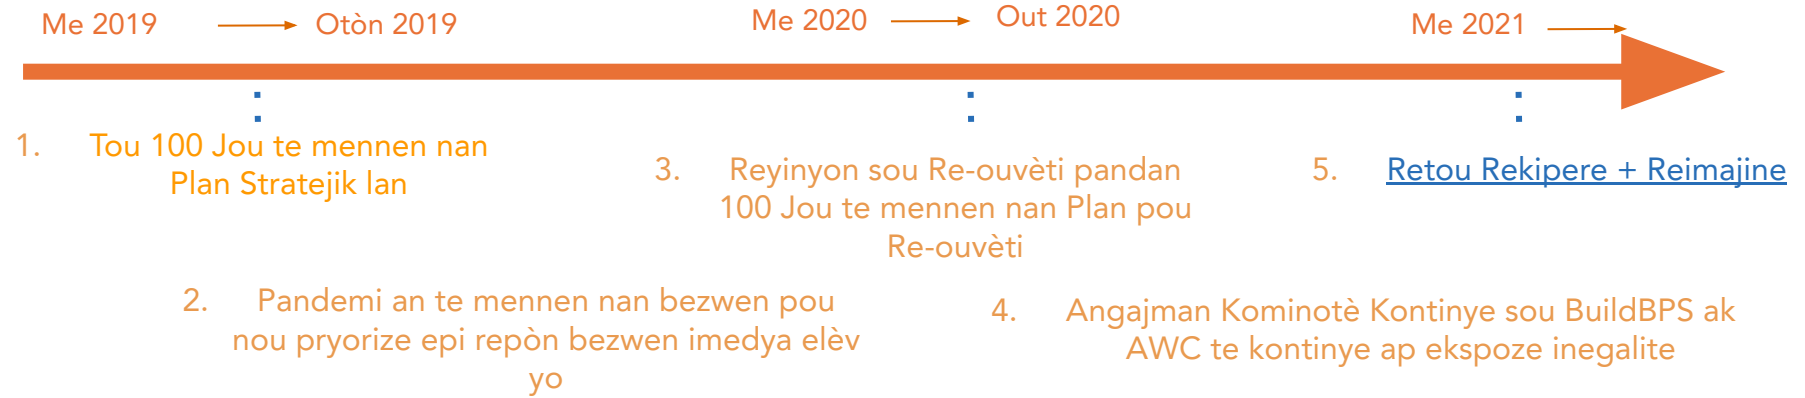 Me 2019
Otòn 2019
Me 2020
Out 2020
Me 2021
1. Tou 100 Jou te mennen nan
Plan Stratejik lan
2. Pandemi an te mennen nan bezwen pou
nou pryorize epi repòn bezwen imedya elèv
yo
3. Reyinyon sou Re-ouvèti pandan
100 Jou te mennen nan Plan pou
Re-ouvèti
4. Angajman Kominotè Kontinye sou BuildBPS ak
AWC te kontinye ap ekspoze inegalite
5. Retou Rekipere + Reimajine